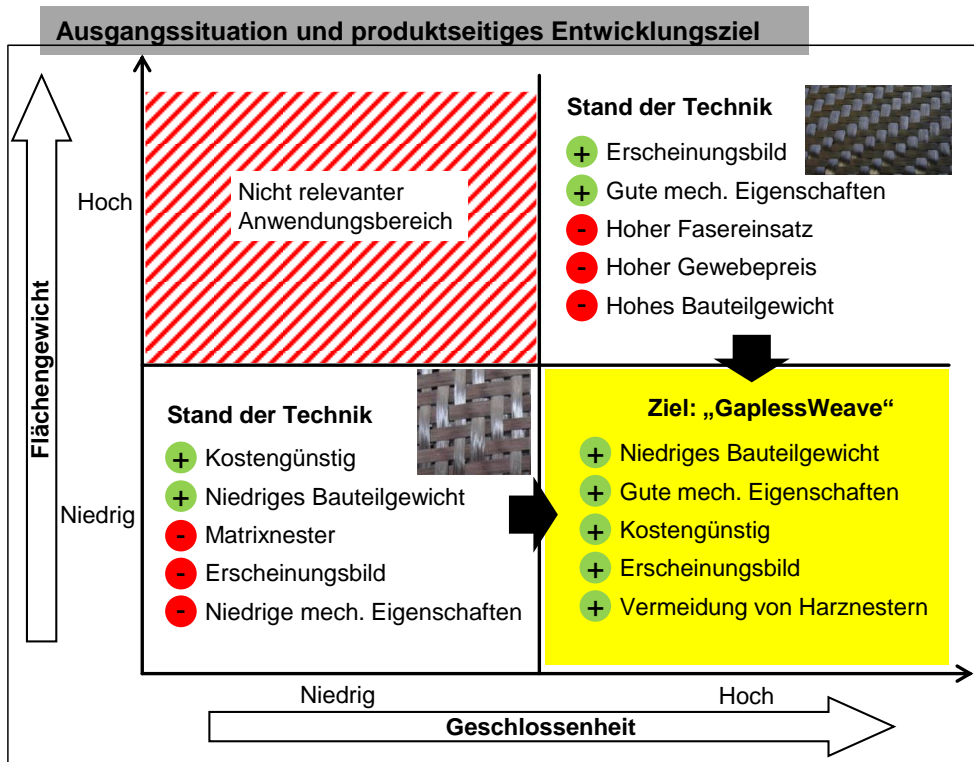 Ausgangssituation und produktseitiges Entwicklungsziel
Flächengewicht
Hoch
Niedrig
Nicht relevanter
Anwendungsbereich
Stand der Technik
+ Erscheinungsbild
+ Gute mech. Eigenschaften
- Hoher Fasereinsatz
- Hoher Gewebepreis
- Hohes Bauteilgewicht
Stand der Technik
+ Kostengünstig
+ Niedriges Bauteilgewicht
- Matrixnester
- Erscheinungsbild
- Niedrige mech. Eigenschaften
Ziel: „GaplessWeave“
+ Niedriges Bauteilgewicht
+ Gute mech. Eigenschaften
+ Kostengünstig
+ Erscheinungsbild
+ Vermeidung von Harznestern
Niedrig
Hoch
Geschlossenheit